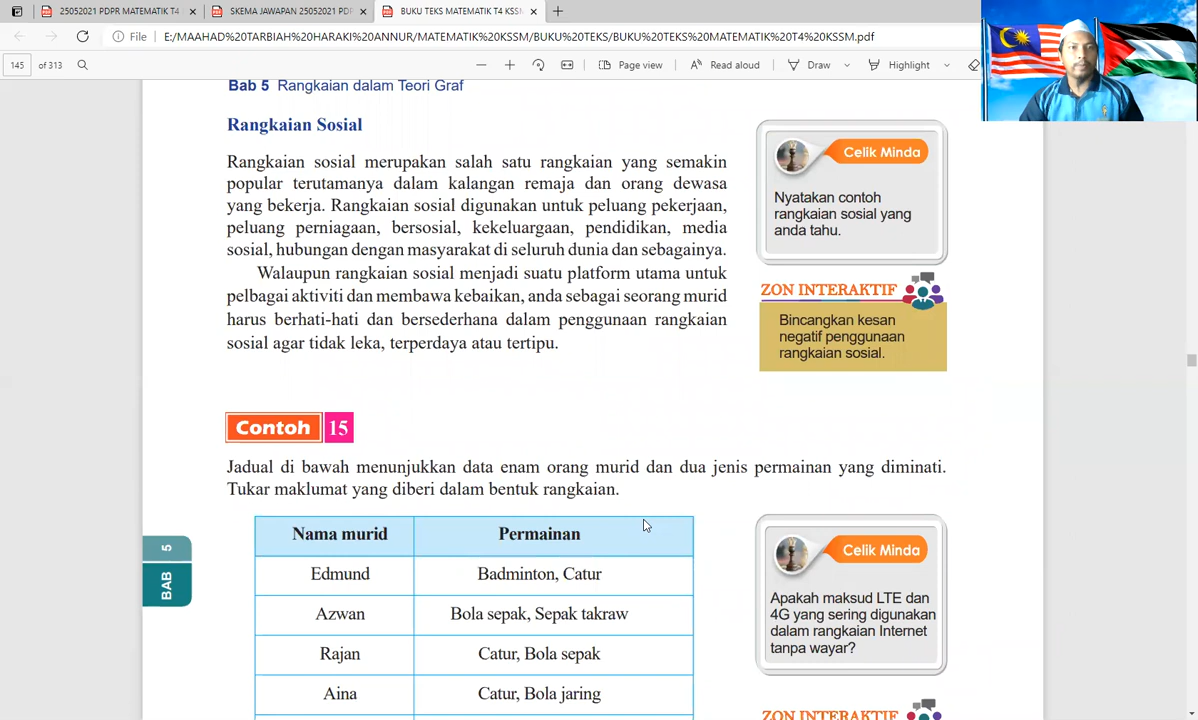 25052021 PDPR MATEMATIK T4
SKEMA JAWAPAN 25052021 PDF
BUKU TEKS MATEMATIK T4 KSSM
File
E:/MAAHAD%20TARBIAH%20HARAKI%20ANNUR/MATEMATIK%20KSSM/BUKU%20TEKS/BUKU%20TEKS%20MATEMATIK%20T4%20KSSM.pdf
145 of 313
Page view
Read aloud
Draw
Highlight
Bab 5 Rangkaian dalam Teori Graf
Rangkaian Sosial
Rangkaian sosial merupakan salah satu rangkaian yang semakin
popular terutamanya dalam kalangan remaja dan orang dewasa
yang bekerja. Rangkaian sosial digunakan untuk peluang pekerjaan,
peluang perniagaan, bersosial, kekeluargaan, pendidikan, media
sosial, hubungan dengan masyarakat di seluruh dunia dan sebagainya.
Walaupun rangkaian sosial menjadi suatu platform utama untuk
pelbagai aktiviti dan membawa kebaikan, anda sebagai seorang murid
harus berhati-hati dan bersederhana dalam penggunaan rangkaian
sosial agar tidak leka, terperdaya atau tertipu.
Celik Minda
Nyatakan contoh
rangkaian sosial yang
anda tahu.
ZON INTERAKTIF
Bincangkan kesan
negatif penggunaan
rangkaian sosial.
Contoh 15
Jadual di bawah menunjukkan data enam orang murid dan dua jenis permainan yang diminati.
Tukar maklumat yang diberi dalam bentuk rangkaian.
Nama murid Permainan
Edmund Badminton, Catur
Azwan Bola sepak, Sepak takraw
Rajan Catur, Bola sepak
Aina Catur, Bola jaring
BAB 5
Celik Minda
Apakah maksud LTE dan
4G yang sering digunakan
dalam rangkaian Internet
tanpa wayar?
ZON INTERAKTIF